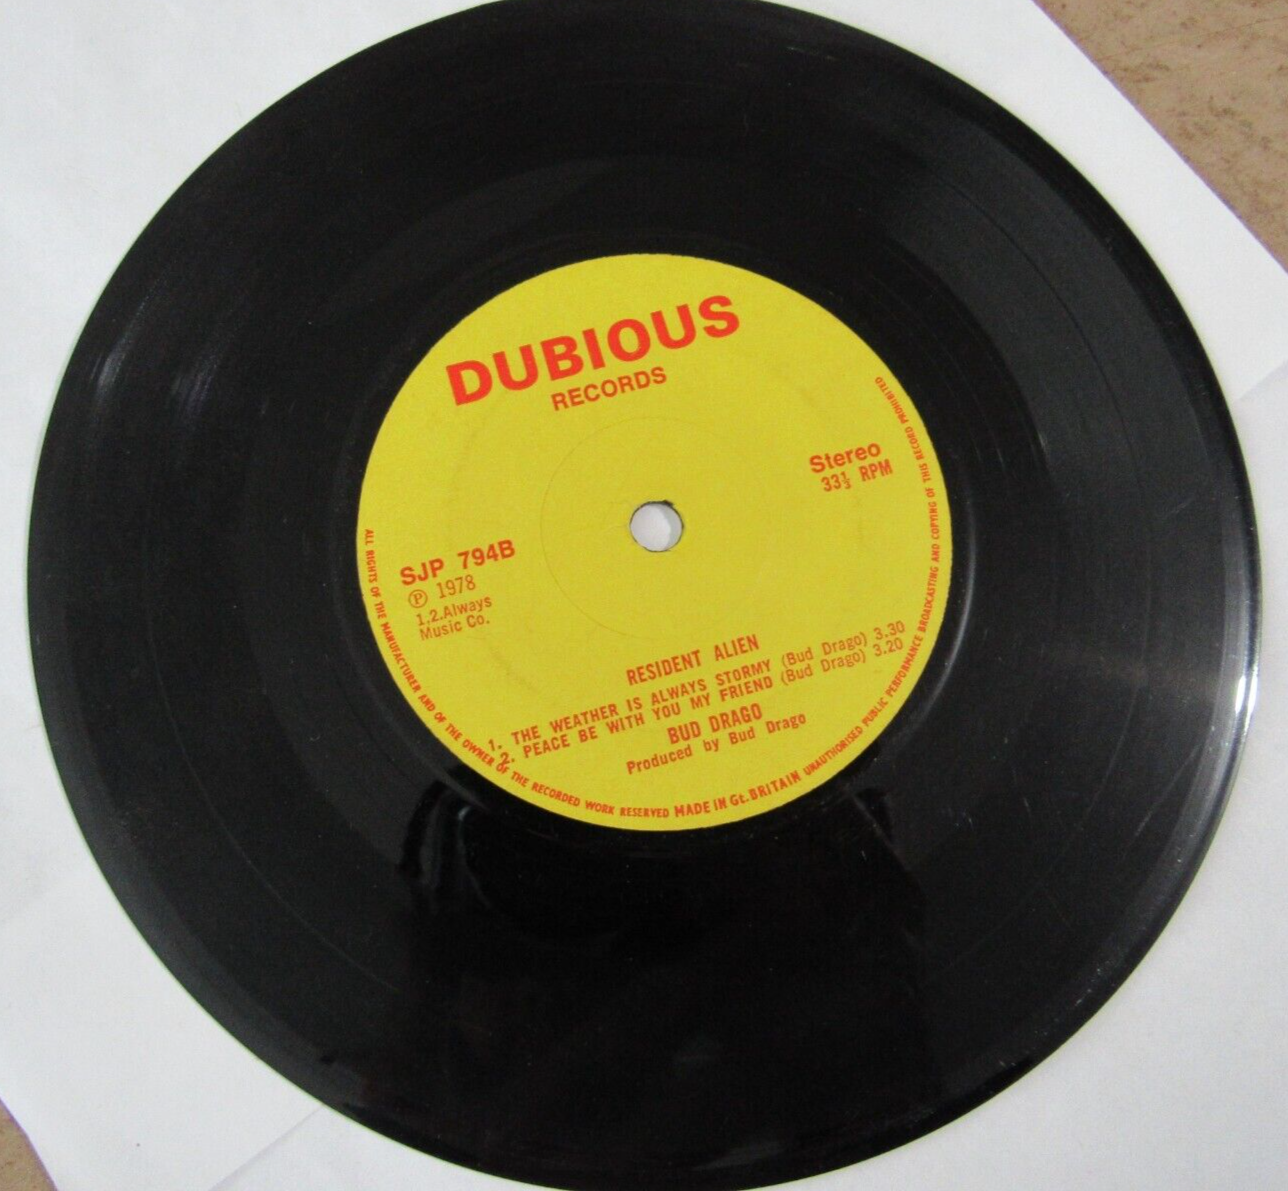 DUBIOUS
RECORDS
Stereo
33⅓ RPM
SJP 794B
Ⓟ 1978
1,2.Always
Music Co.
RESIDENT ALIEN
1. THE WEATHER IS ALWAYS STORMY (Bud Drago) 3.30
2. PEACE BE WITH YOU MY FRIEND (Bud Drago) 3.20
BUD DRAGO
Produced by Bud Drago
ALL RIGHTS OF THE MANUFACTURER AND OF THE OWNER OF THE RECORDED WORK RESERVED MADE IN Gt. BRITAIN UNAUTHORISED PUBLIC PERFORMANCE BROADCASTING AND COPYING OF THIS RECORD PROHIBITED